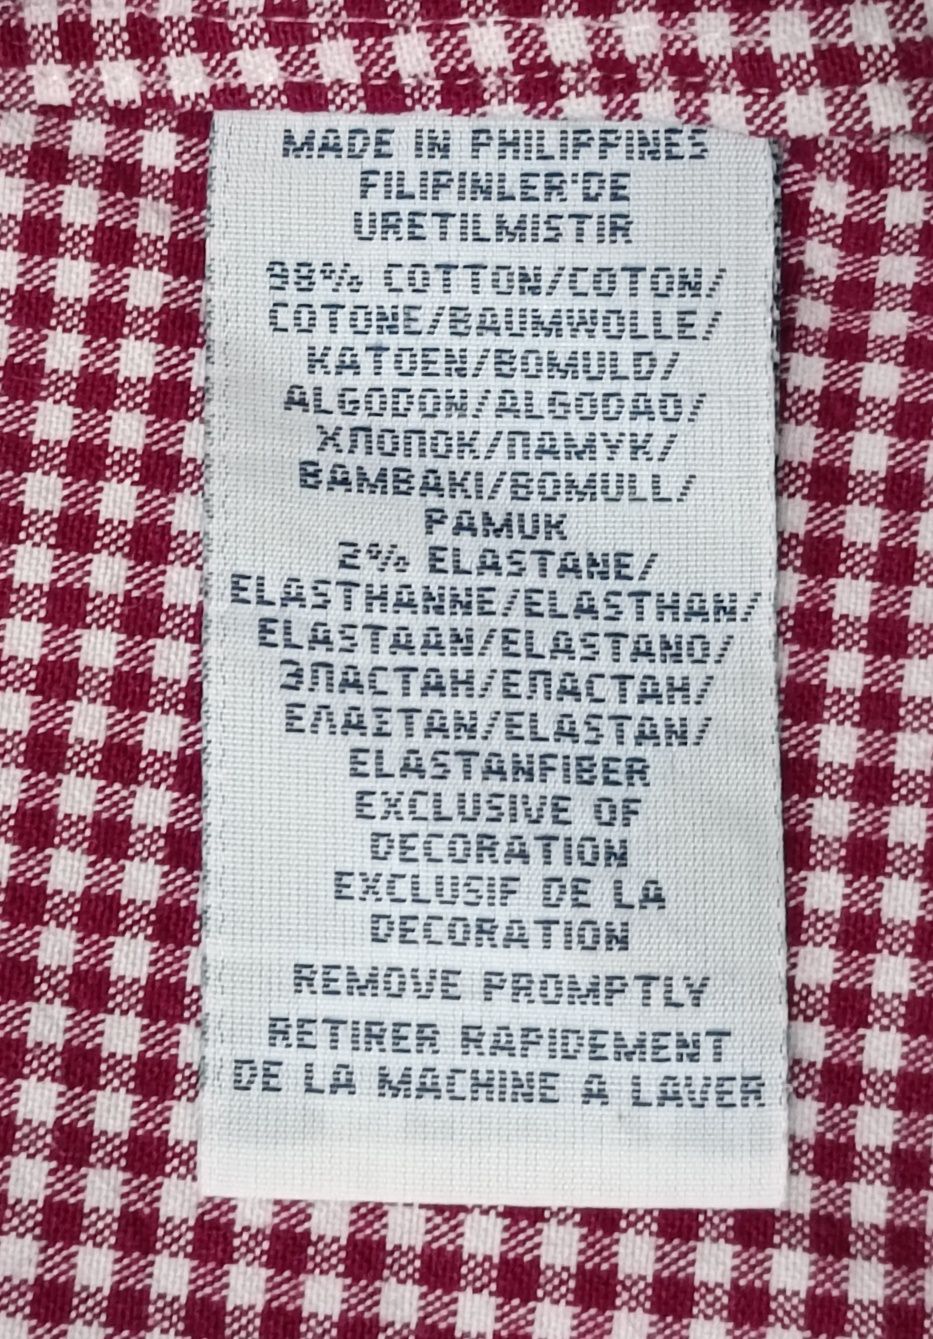 MADE IN PHILIPPINES
FILIPINLER'DE
URETILMISTIR
98% COTTON/COTON/
COTONE/BAUMWOLLE/
KATOEN/BOMULD/
ALGODON/ALGODAO/
ХЛОПОК/ПАМУК/
BAMBAKI/BOMULL/
PAMUK
2% ELASTANE/
ELASTHANNE/ELASTHAN/
ELASTAAN/ELASTANO/
ЭЛАСТАН/ЕЛАСТАН/
ΕΛΑΣΤΑΝ/ELASTAN/
ELASTANFIBER
EXCLUSIVE OF
DECORATION
EXCLUSIF DE LA
DECORATION
REMOVE PROMPTLY
RETIRER RAPIDEMENT
DE LA MACHINE A LAVER